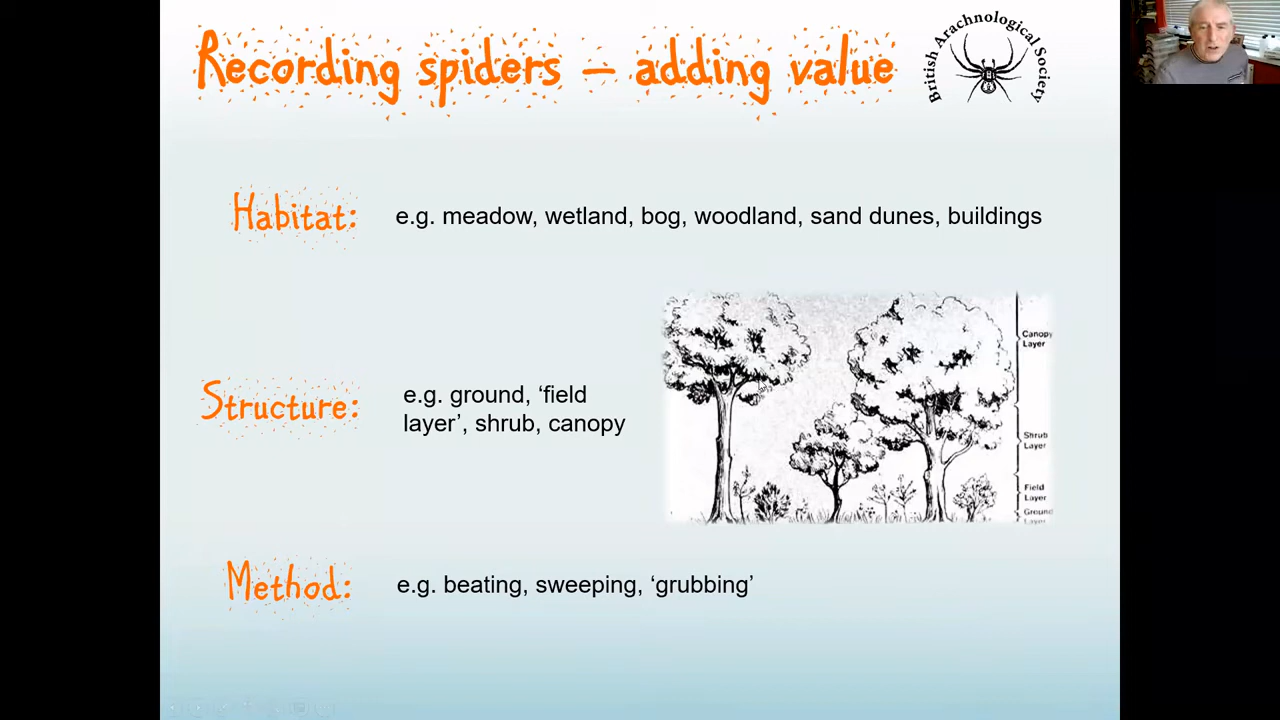 Recording spiders – adding value
British Arachnological Society
Habitat:
e.g. meadow, wetland, bog, woodland, sand dunes, buildings
Structure:
e.g. ground, ‘field
layer’, shrub, canopy
Canopy
Layer
Shrub
Layer
Field
Layer
Ground
Layer
Method:
e.g. beating, sweeping, ‘grubbing’